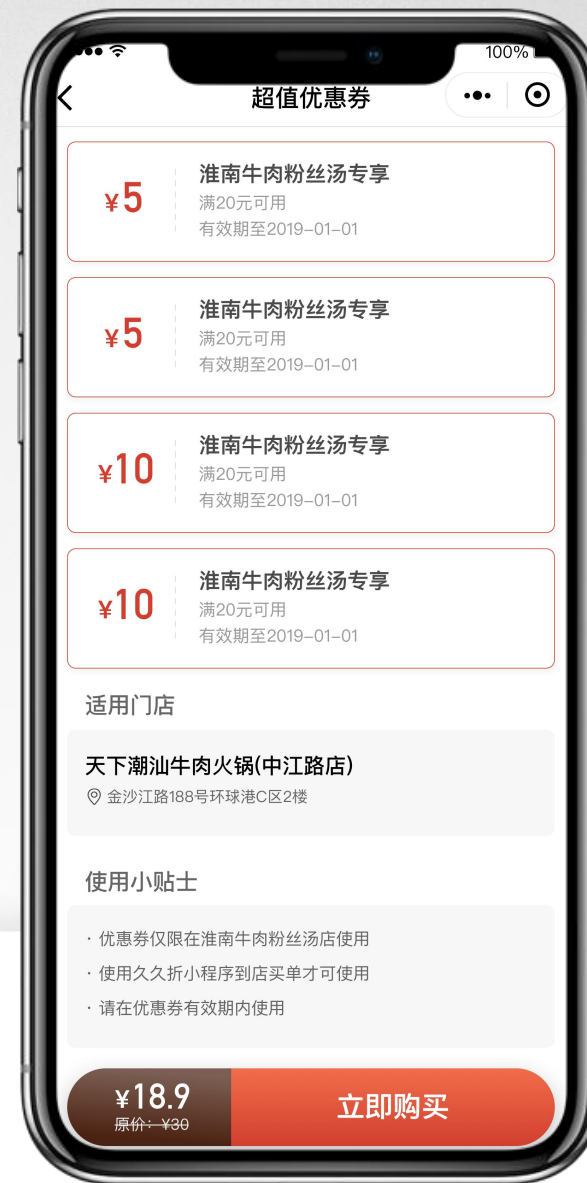 100%
超值优惠券
¥5
淮南牛肉粉丝汤专享
满20元可用
有效期至2019-01-01
¥5
淮南牛肉粉丝汤专享
满20元可用
有效期至2019-01-01
¥10
淮南牛肉粉丝汤专享
满20元可用
有效期至2019-01-01
¥10
淮南牛肉粉丝汤专享
满20元可用
有效期至2019-01-01
适用门店
天下潮汕牛肉火锅(中江路店)
金沙江路188号环球港C区2楼
使用小贴士
· 优惠券仅限在淮南牛肉粉丝汤店使用
· 使用久久折小程序到店买单才可使用
· 请在优惠券有效期内使用
¥18.9
原价：¥30
立即购买